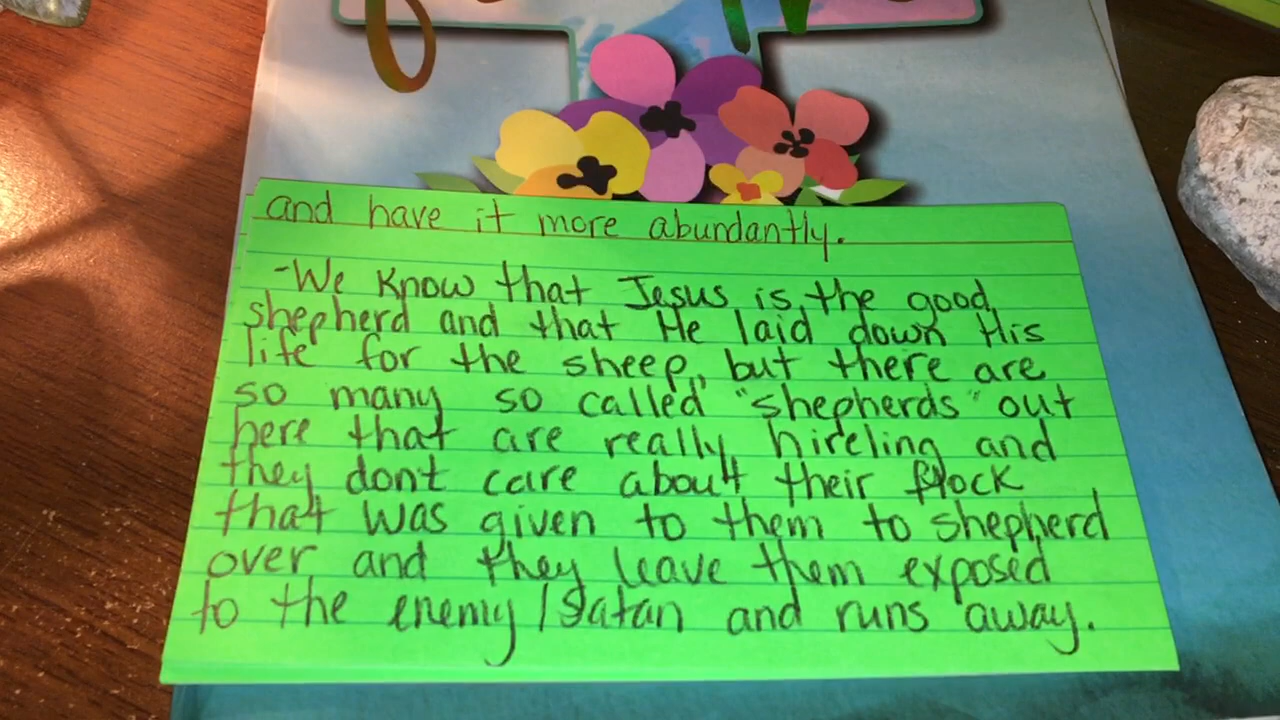 and have it more abundantly.
-We know that Jesus is the good
shepherd and that He laid down His
life for the sheep, but there are
so many so called "shepherds" out
here that are really hireling and
they don't care about their flock
that was given to them to shepherd
over and they leave them exposed
to the enemy/Satan and runs away.